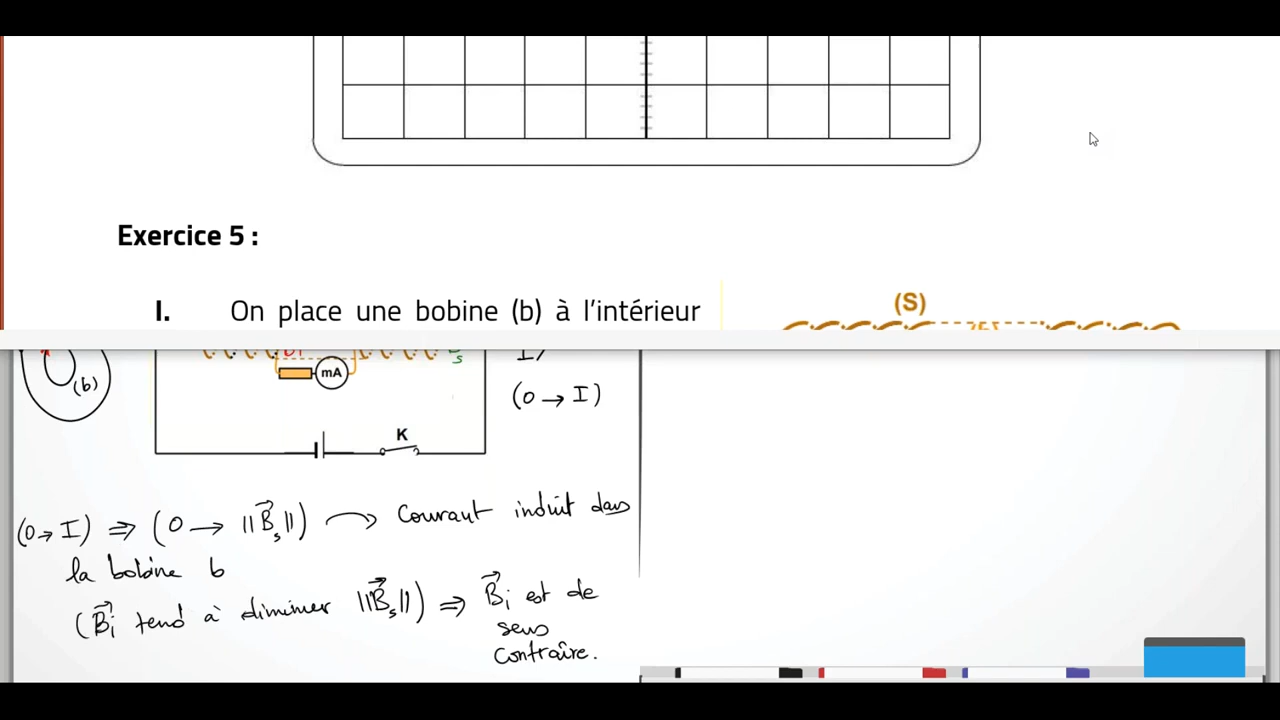 Exercice 5 :
I. On place une bobine (b) à l'intérieur
(S)
(b)
mA
(0 → I)
K
(0→ I) ⇒ (0 → ||B⃗s||) → Courant induit dans
la bobine b
(B⃗i tend à diminuer ||B⃗s||) ⇒ B⃗i est de
sens
contraîre.